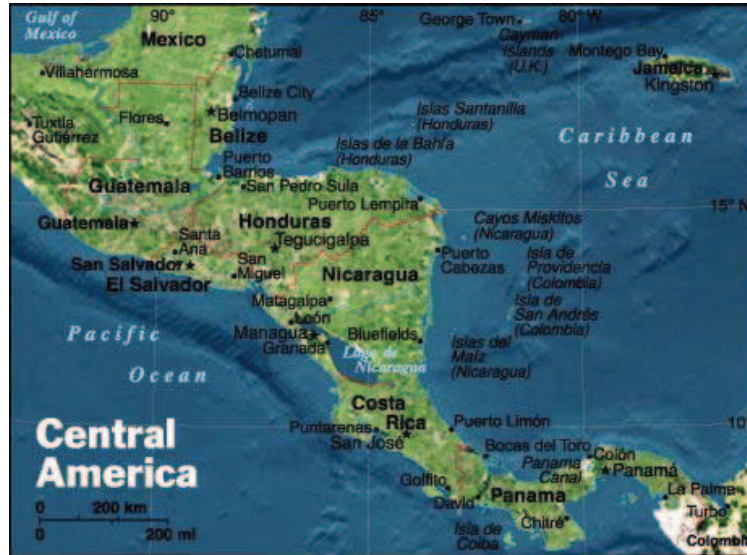 90°
85°
80° W
Gulf of
Mexico
Mexico
George Town
Cayman
Islands
(U.K.)
Montego Bay
Jamaica
Kingston
Chetumal
Villahermosa
Belize City
Belmopan
Tuxtla
Gutiérrez
Flores
Belize
Islas Santanilla
(Honduras)
Islas de la Bahía
(Honduras)
Caribbean
Sea
Puerto
Barrios
San Pedro Sula
Guatemala
Puerto Lempira
15° N
Guatemala
Honduras
Tegucigalpa
Cayos Miskitos
(Nicaragua)
Santa
Ana
San
Miguel
San Salvador
El Salvador
Nicaragua
Puerto
Cabezas
Isla de
Providencia
(Colombia)
Isla de
San Andrés
(Colombia)
Matagalpa
León
Managua
Granada
Bluefields
Islas del
Maíz
(Nicaragua)
Lago de
Nicaragua
Pacific
Ocean
Costa
Rica
Puntarenas
San José
Puerto Limón
10
Central
America
Bocas del Toro
Colón
Panama
Canal
Panamá
Golfito
David
Panama
La Palma
Turbo
Chitré
Isla de
Coiba
Colombia
0 200 km
0 200 mi